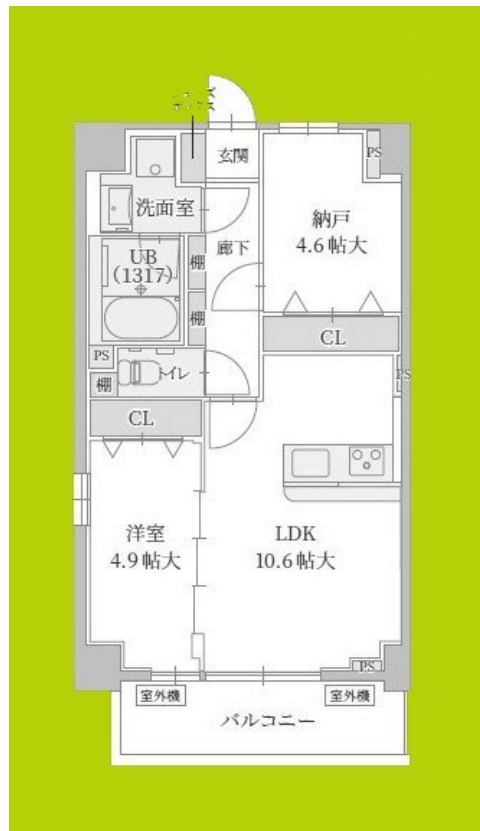 玄関
PS
洗面室
納戸
4.6帖大
廊下
UB
(1317)
棚
棚
CL
PS
トイレ
棚
PS
CL
洋室
4.9帖大
LDK
10.6帖大
PS
室外機
室外機
バルコニー